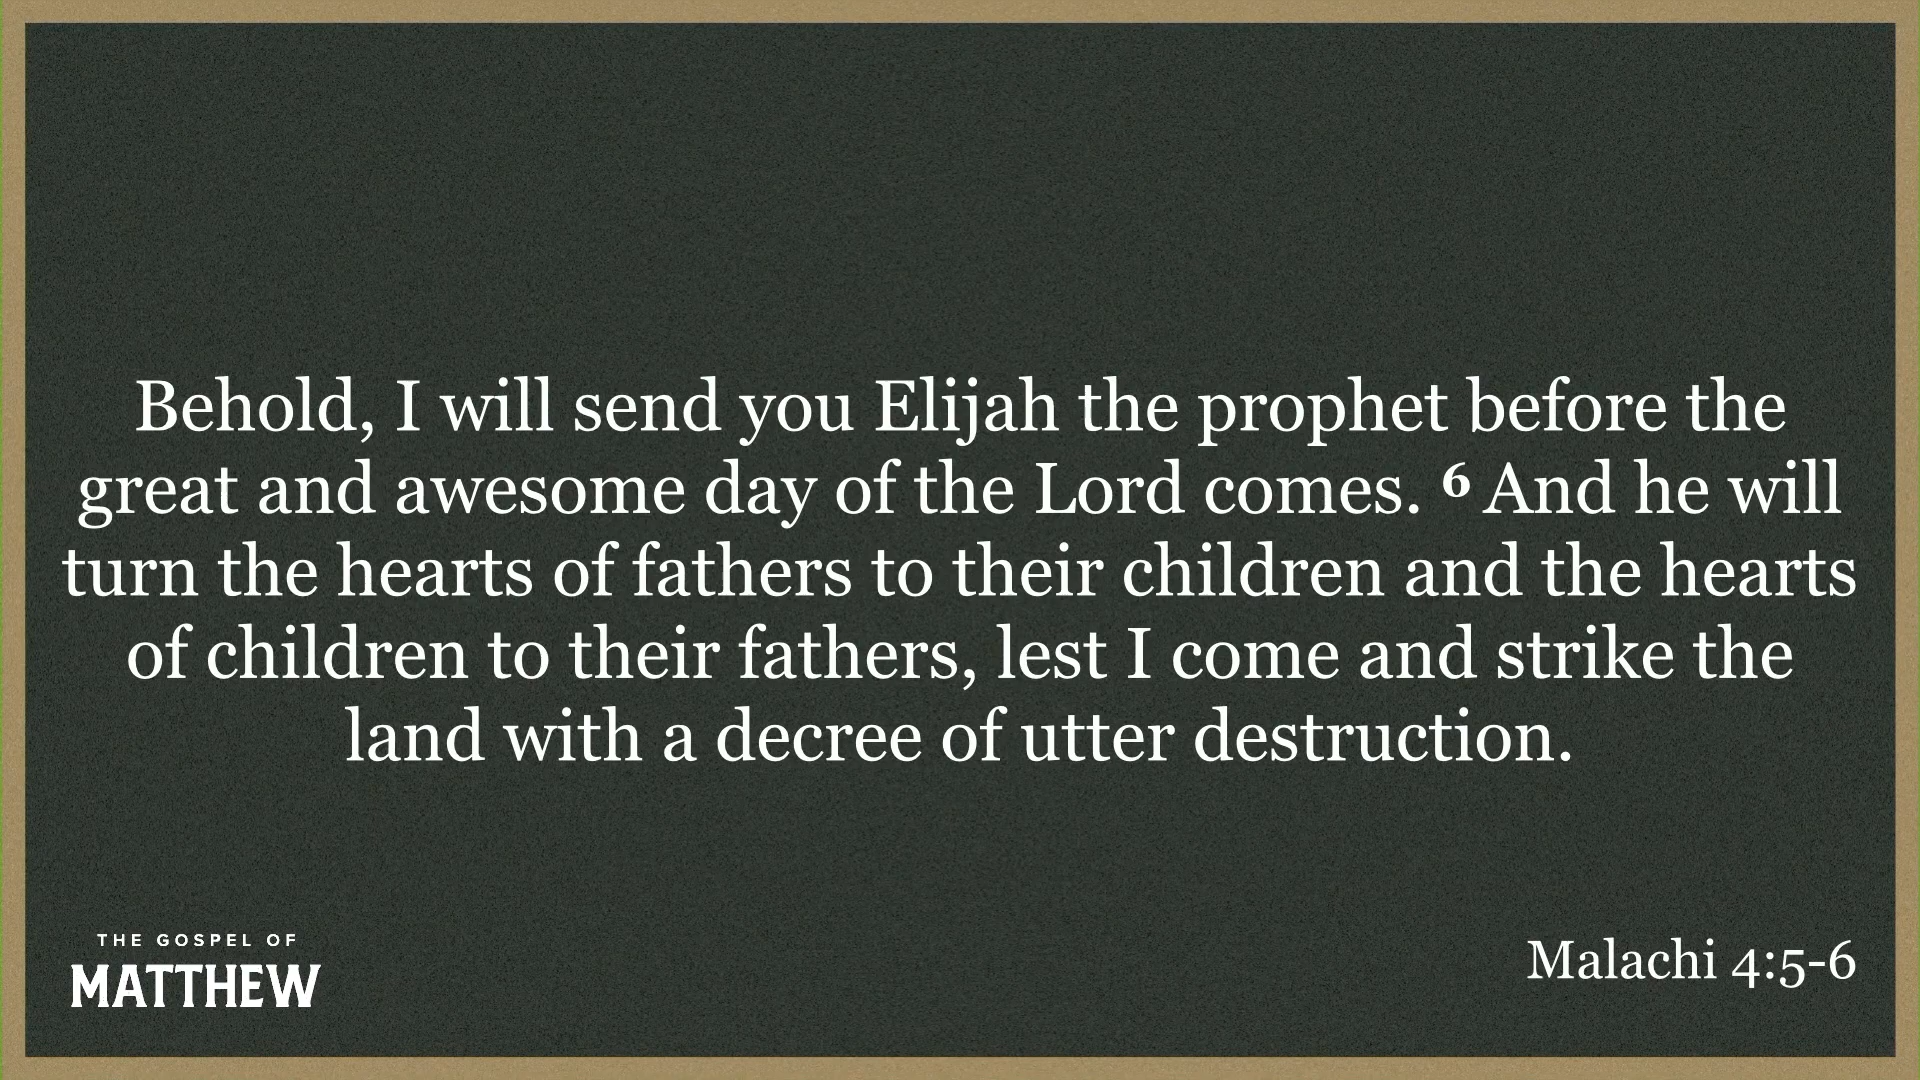 Behold, I will send you Elijah the prophet before the
great and awesome day of the Lord comes. 6 And he will
turn the hearts of fathers to their children and the hearts
of children to their fathers, lest I come and strike the
land with a decree of utter destruction.
THE GOSPEL OF
MATTHEW
Malachi 4:5-6